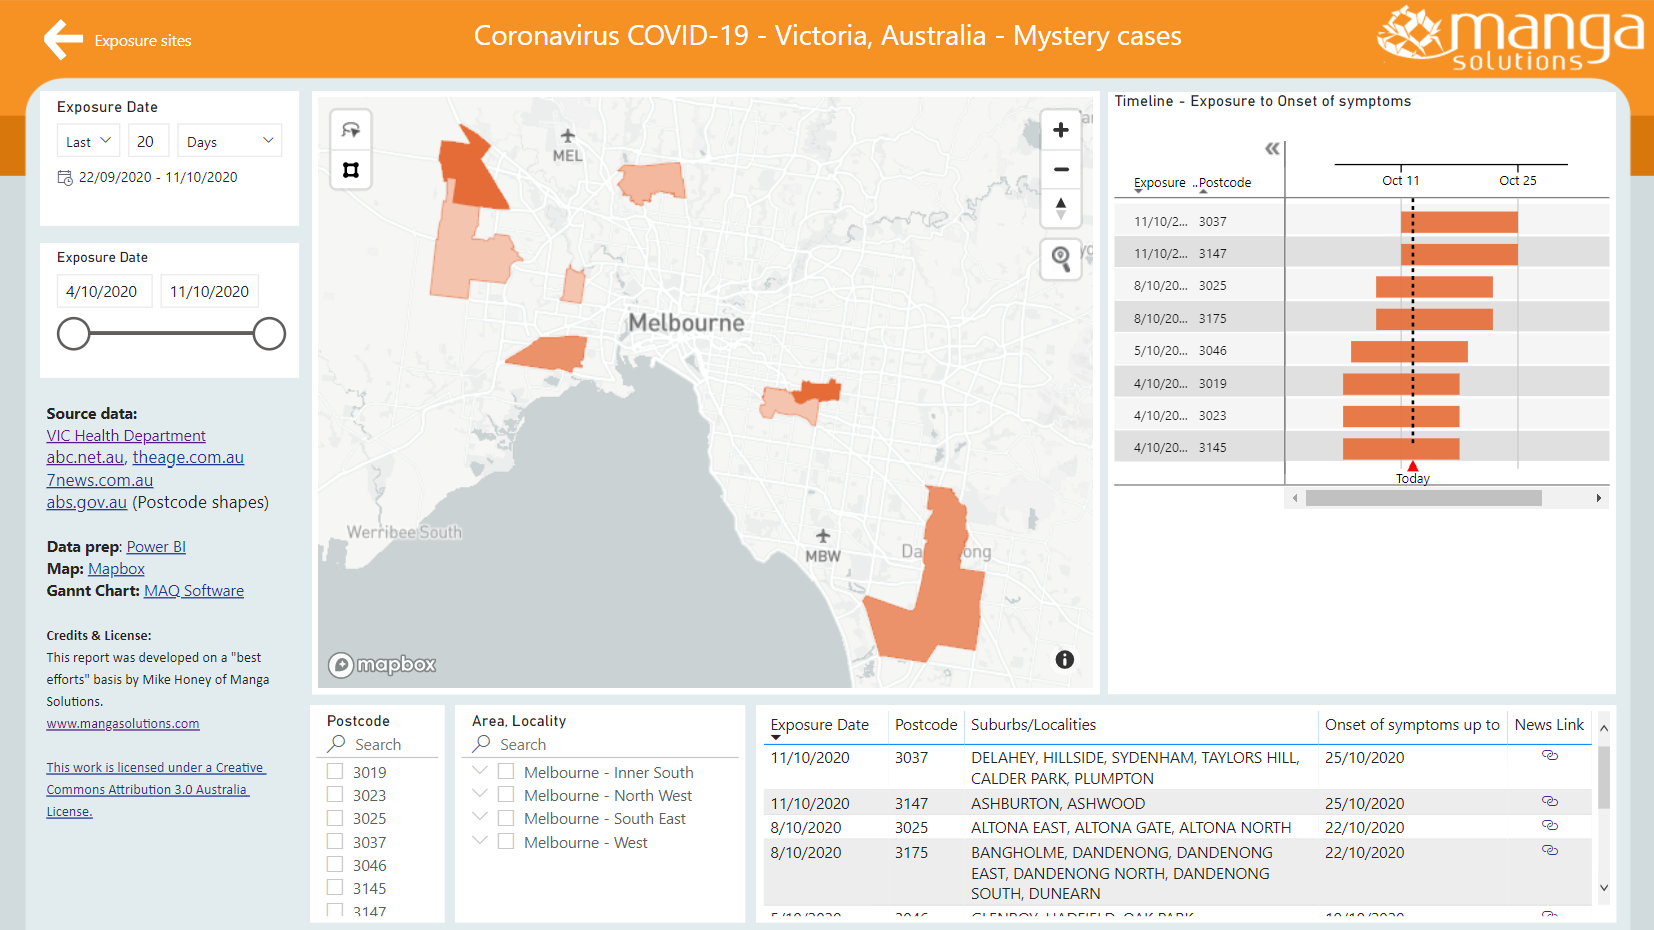 Exposure sites
Coronavirus COVID-19 - Victoria, Australia - Mystery cases
manga
solutions
Exposure Date
Last
20
Days
22/09/2020 - 11/10/2020
Exposure Date
4/10/2020
11/10/2020
Source data:
VIC Health Department
abc.net.au, theage.com.au
7news.com.au
abs.gov.au (Postcode shapes)
Data prep: Power BI
Map: Mapbox
Gannt Chart: MAQ Software
Credits & License:
This report was developed on a "best
efforts" basis by Mike Honey of Manga
Solutions.
www.mangasolutions.com
This work is licensed under a Creative
Commons Attribution 3.0 Australia
License.
MEL
Melbourne
Werribee South
MBW
mapbox
Timeline - Exposure to Onset of symptoms
Exposure ..Postcode
Oct 11
Oct 25
11/10/2... 3037
11/10/2... 3147
8/10/20... 3025
8/10/20... 3175
5/10/20... 3046
4/10/20... 3019
4/10/20... 3023
4/10/20... 3145
Today
Postcode
Search
3019
3023
3025
3037
3046
3145
3147
Area, Locality
Search
Melbourne - Inner South
Melbourne - North West
Melbourne - South East
Melbourne - West
Exposure Date Postcode Suburbs/Localities Onset of symptoms up to News Link
11/10/2020 3037 DELAHEY, HILLSIDE, SYDENHAM, TAYLORS HILL, 25/10/2020
CALDER PARK, PLUMPTON
11/10/2020 3147 ASHBURTON, ASHWOOD 25/10/2020
8/10/2020 3025 ALTONA EAST, ALTONA GATE, ALTONA NORTH 22/10/2020
8/10/2020 3175 BANGHOLME, DANDENONG, DANDENONG 22/10/2020
EAST, DANDENONG NORTH, DANDENONG
SOUTH, DUNEARN
5/10/2020 3046 GLENROY, HADFIELD, OAK PARK 19/10/2020